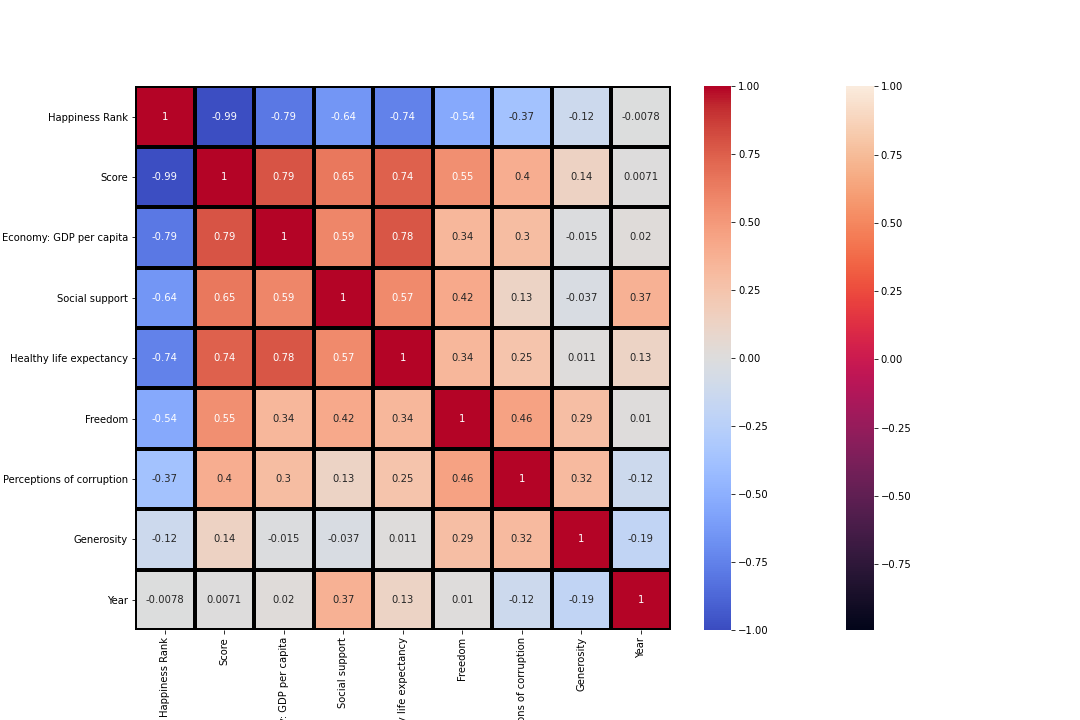 Happiness Rank 1 -0.99 -0.79 -0.64 -0.74 -0.54 -0.37 -0.12 -0.0078
Score -0.99 1 0.79 0.65 0.74 0.55 0.4 0.14 0.0071
Economy: GDP per capita -0.79 0.79 1 0.59 0.78 0.34 0.3 -0.015 0.02
Social support -0.64 0.65 0.59 1 0.57 0.42 0.13 -0.037 0.37
Healthy life expectancy -0.74 0.74 0.78 0.57 1 0.34 0.25 0.011 0.13
Freedom -0.54 0.55 0.34 0.42 0.34 1 0.46 0.29 0.01
Perceptions of corruption -0.37 0.4 0.3 0.13 0.25 0.46 1 0.32 -0.12
Generosity -0.12 0.14 -0.015 -0.037 0.011 0.29 0.32 1 -0.19
Year -0.0078 0.0071 0.02 0.37 0.13 0.01 -0.12 -0.19 1
Happiness Rank
Score
: GDP per capita
Social support
y life expectancy
Freedom
ons of corruption
Generosity
Year
1.00
0.75
0.50
0.25
0.00
−0.25
−0.50
−0.75
−1.00
1.00
0.75
0.50
0.25
0.00
−0.25
−0.50
−0.75